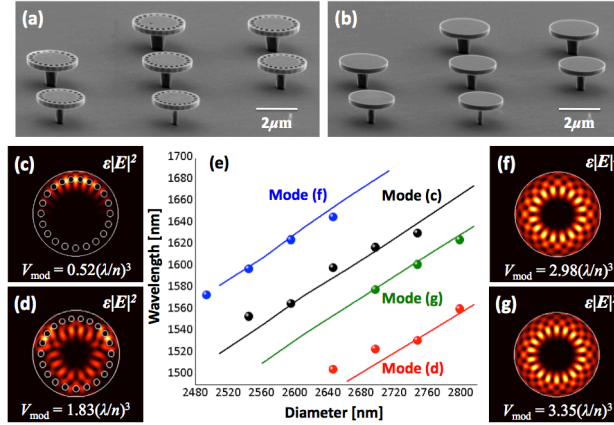 (a)
2μm
(b)
2μm
(c)
ε|E|²
V_mod = 0.52(λ/n)³
(d)
ε|E|²
V_mod = 1.83(λ/n)³
(e)
Mode (f)
Mode (c)
Mode (g)
Mode (d)
Wavelength [nm]
1700
1680
1660
1640
1620
1600
1580
1560
1540
1520
1500
2480 2520 2560 2600 2640 2680 2720 2760 2800
Diameter [nm]
(f)
ε|E|²
V_mod = 2.98(λ/n)³
(g)
ε|E|²
V_mod = 3.35(λ/n)³